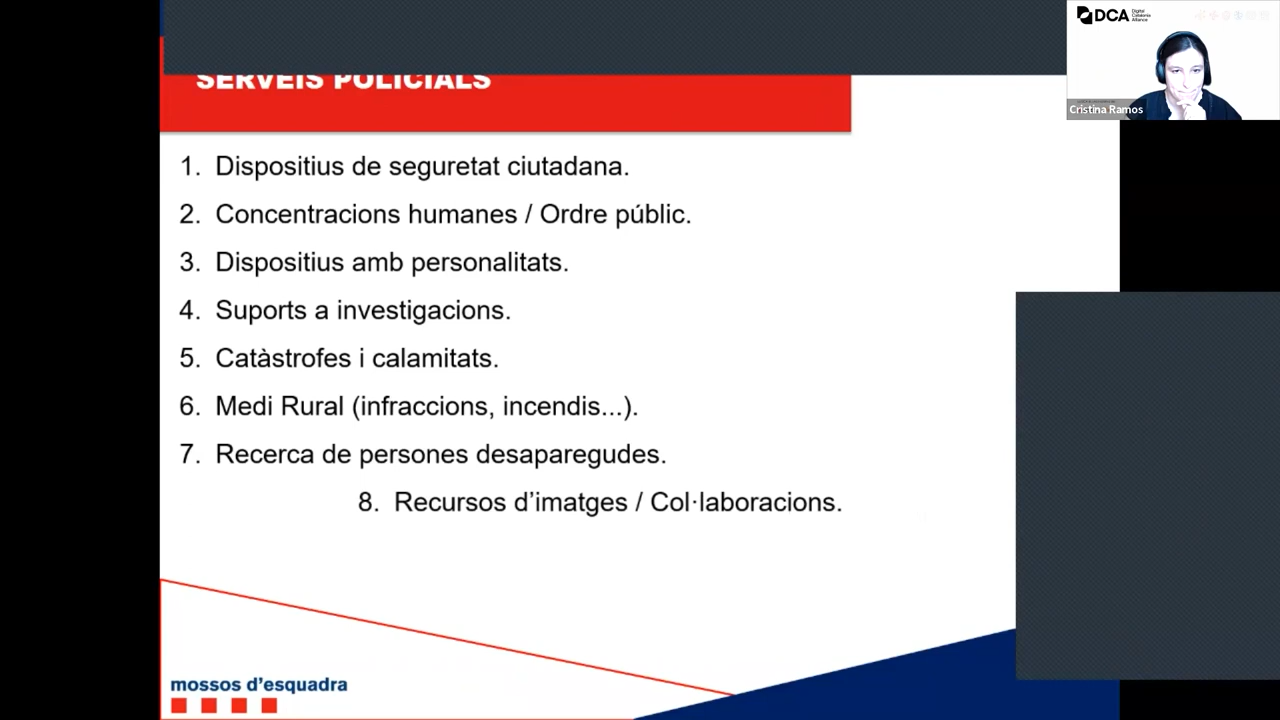 DCA Digital Catalonia Alliance
Cristina Ramos
SERVEIS POLICIALS
1. Dispositius de seguretat ciutadana.
2. Concentracions humanes / Ordre públic.
3. Dispositius amb personalitats.
4. Suports a investigacions.
5. Catàstrofes i calamitats.
6. Medi Rural (infraccions, incendis...).
7. Recerca de persones desaparegudes.
8. Recursos d’imatges / Col·laboracions.
mossos d’esquadra